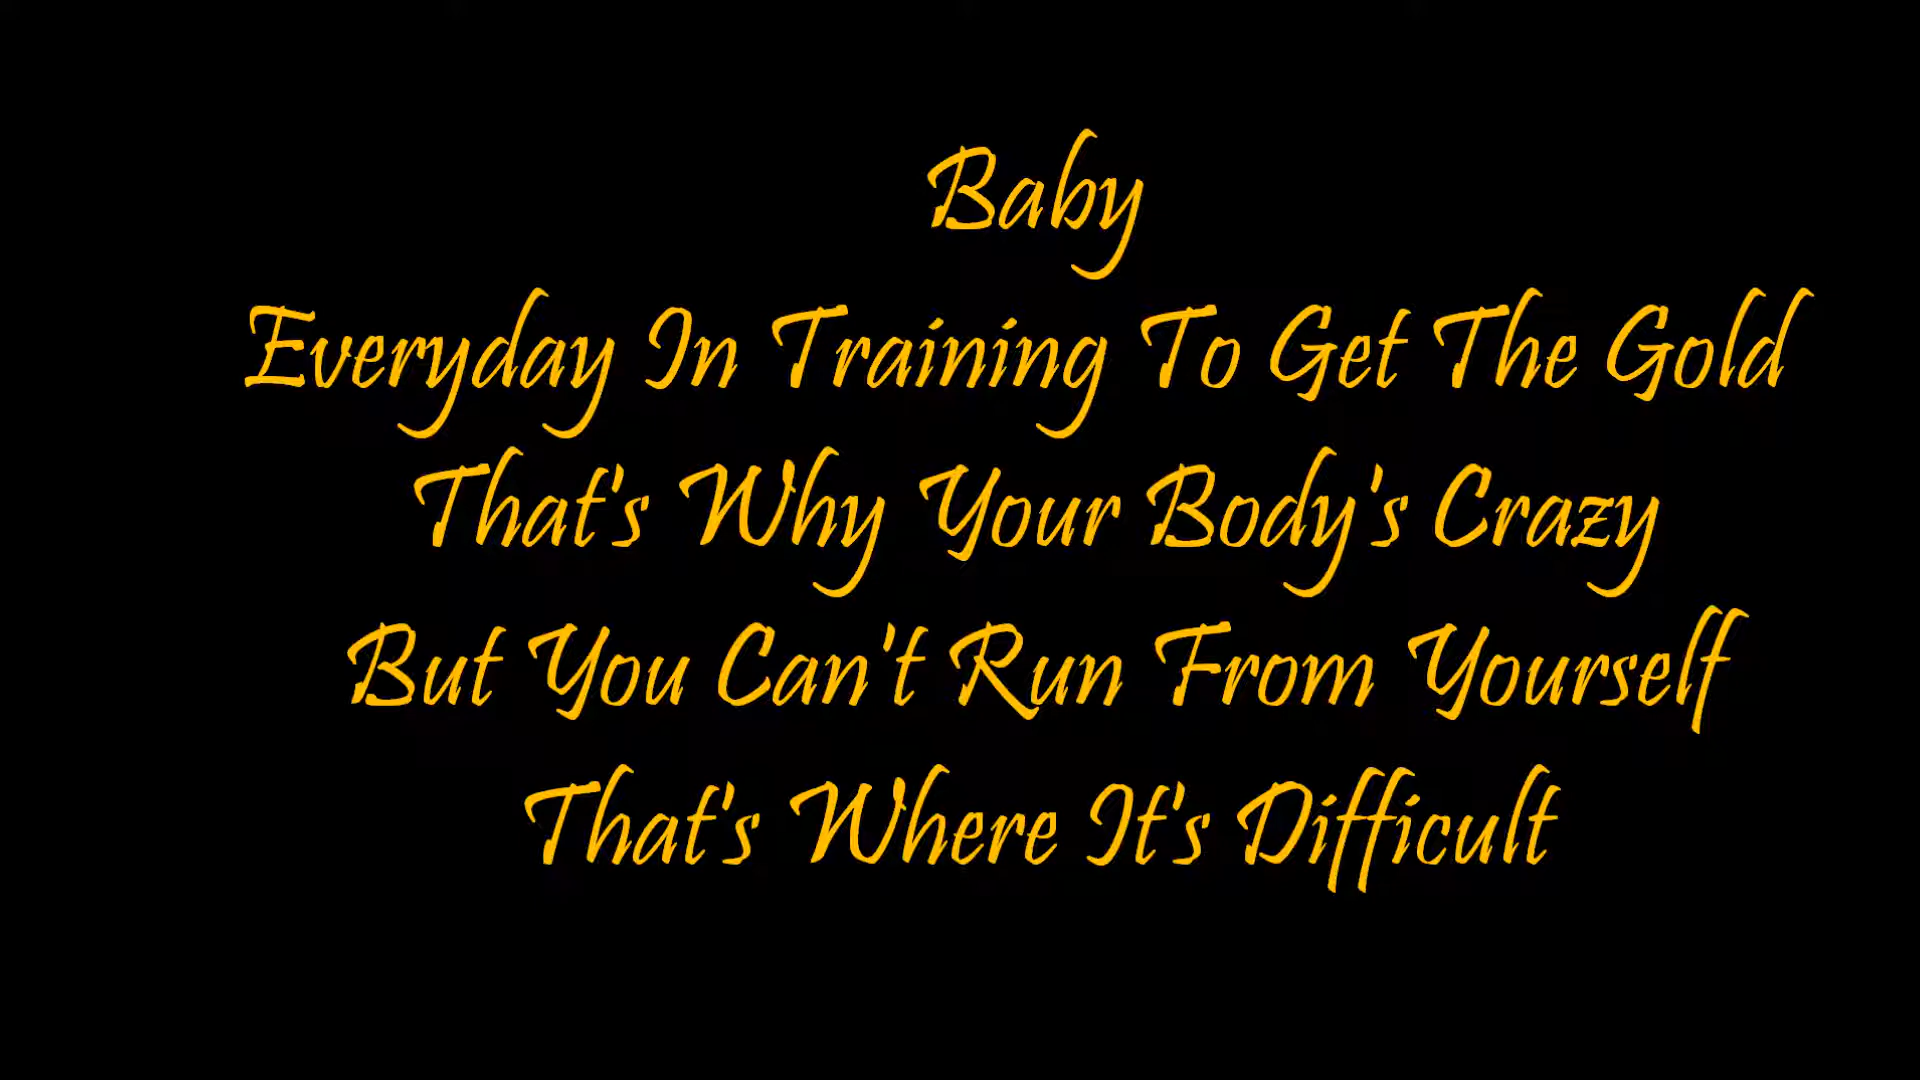 Baby
Everyday In Training To Get The Gold
That's Why Your Body's Crazy
But You Can't Run From Yourself
That's Where It's Difficult